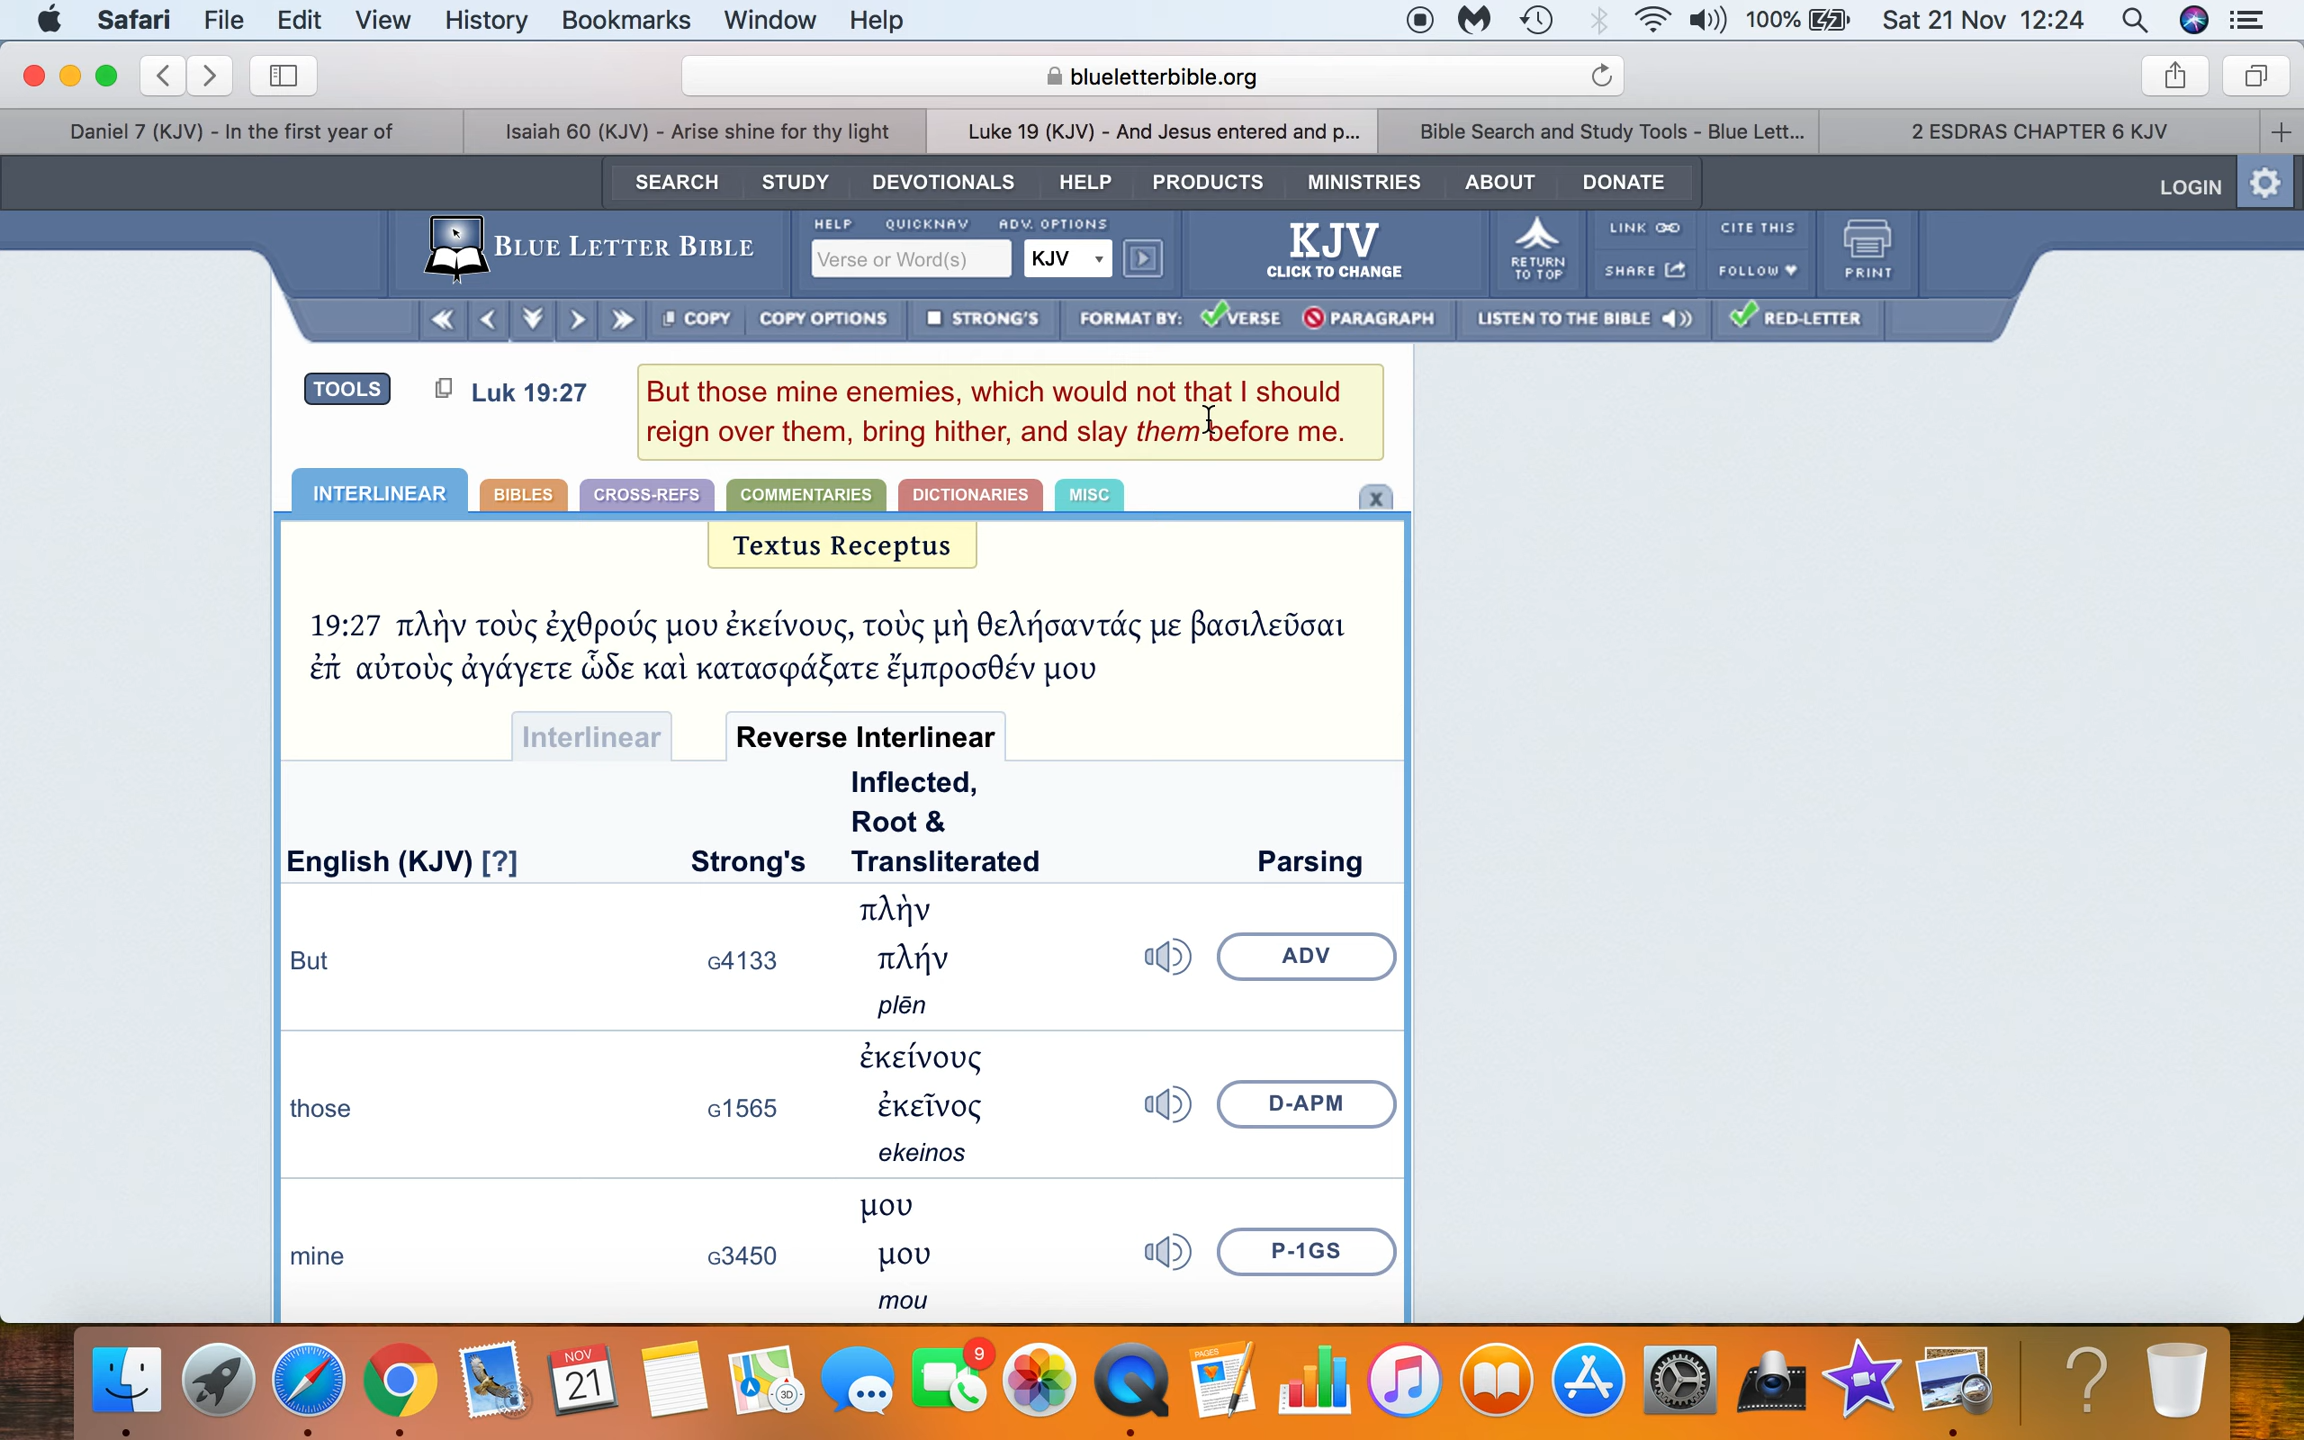 Safari File Edit View History Bookmarks Window Help 100% Sat 21 Nov 12:24
blueletterbible.org
Daniel 7 (KJV) - In the first year of
Isaiah 60 (KJV) - Arise shine for thy light
Luke 19 (KJV) - And Jesus entered and p...
Bible Search and Study Tools - Blue Lett...
2 ESDRAS CHAPTER 6 KJV
SEARCH STUDY DEVOTIONALS HELP PRODUCTS MINISTRIES ABOUT DONATE LOGIN
BLUE LETTER BIBLE
HELP QUICKNAV ADV. OPTIONS
Verse or Word(s) KJV
KJV
CLICK TO CHANGE
RETURN
TO TOP
LINK CITE THIS
SHARE FOLLOW
PRINT
COPY COPY OPTIONS STRONG'S FORMAT BY: VERSE PARAGRAPH LISTEN TO THE BIBLE RED-LETTER
TOOLS Luk 19:27
But those mine enemies, which would not that I should
reign over them, bring hither, and slay them before me.
INTERLINEAR BIBLES CROSS-REFS COMMENTARIES DICTIONARIES MISC X
Textus Receptus
19:27 πλὴν τοὺς ἐχθρούς μου ἐκείνους, τοὺς μὴ θελήσαντάς με βασιλεῦσαι
ἐπ̓ αὐτοὺς ἀγάγετε ὧδε καὶ κατασφάξατε ἔμπροσθέν μου
Interlinear Reverse Interlinear
English (KJV) [?] Strong's
Inflected,
Root &
Transliterated
Parsing
But G4133
πλὴν
πλήν
plēn
ADV
those G1565
ἐκείνους
ἐκεῖνος
ekeinos
D-APM
mine G3450
μου
μου
mou
P-1GS
NOV
21
3D
9
PAGES